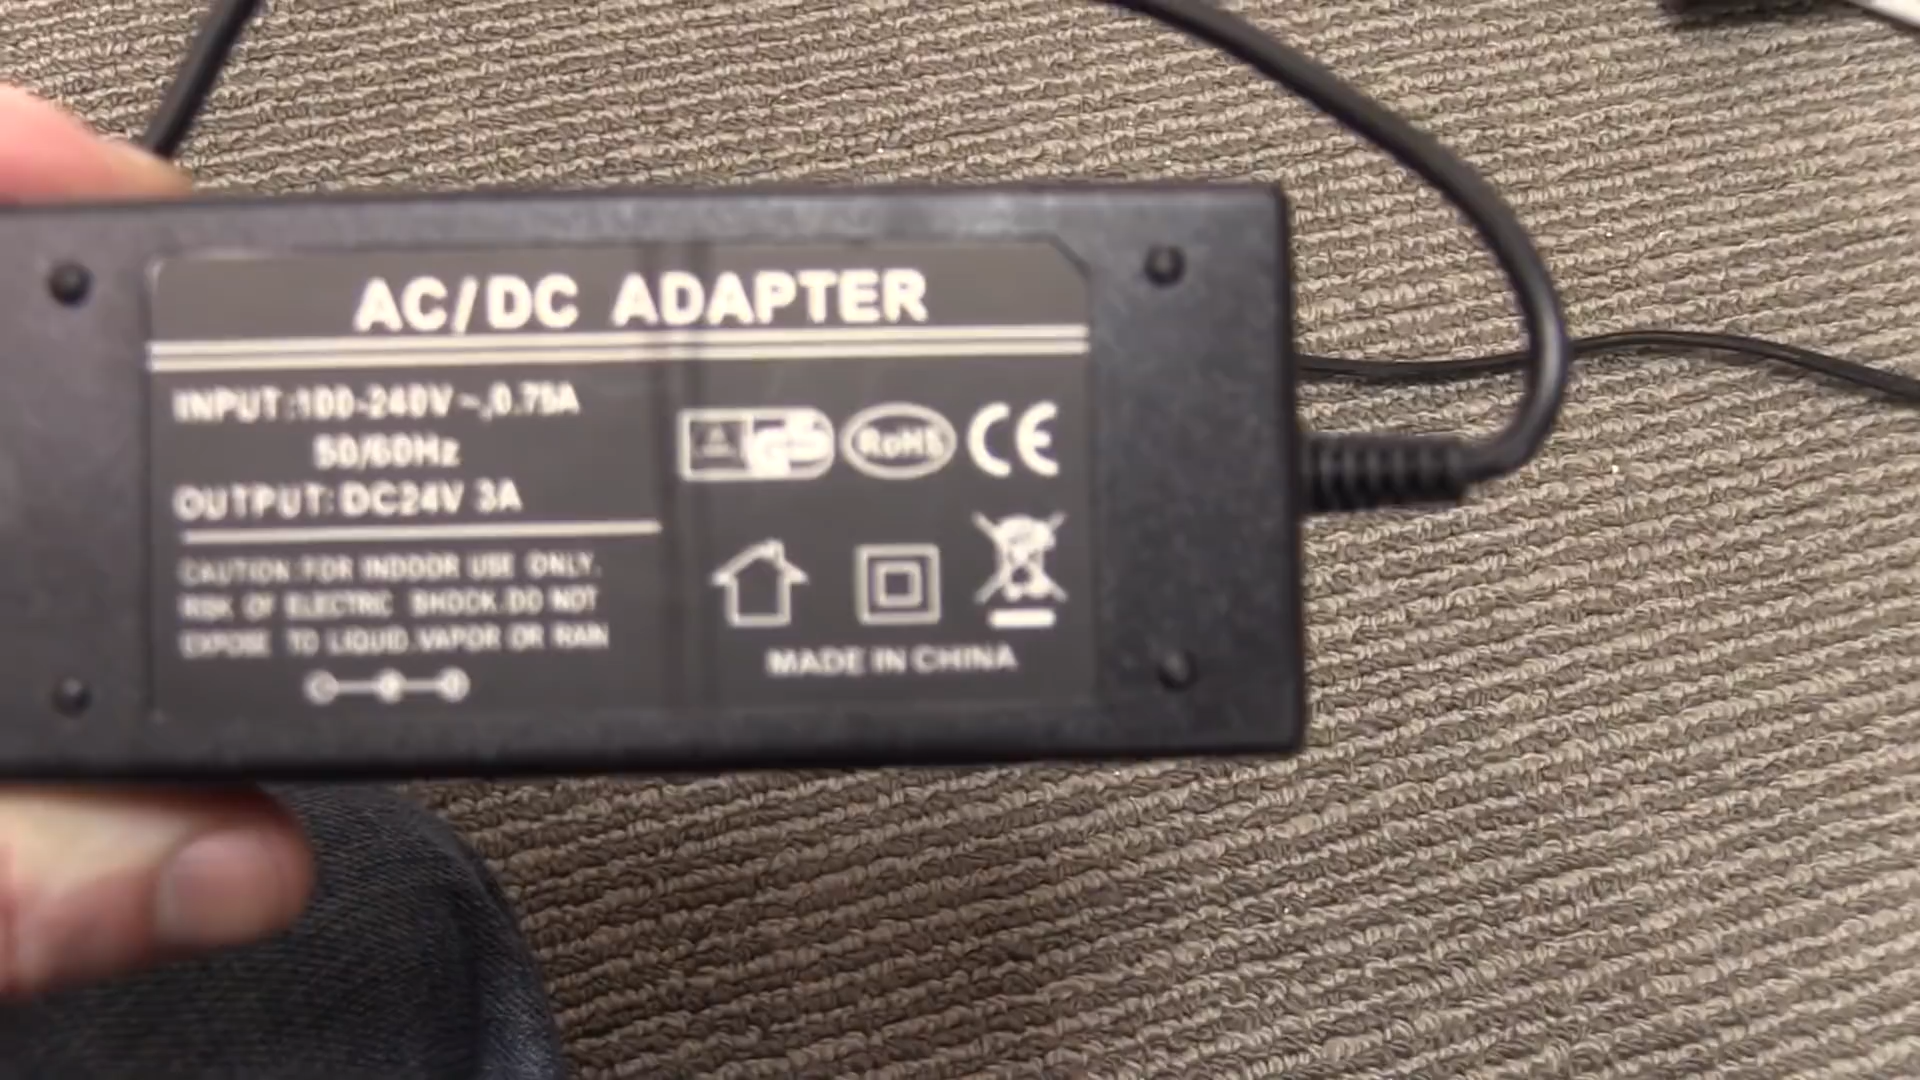 AC/DC ADAPTER
INPUT:100-240V~,0.75A
50/60Hz
OUTPUT:DC24V 3A
CAUTION:FOR INDOOR USE ONLY.
RISK OF ELECTRIC SHOCK.DO NOT
EXPOSE TO LIQUID.VAPOR OR RAIN
GS RoHS CE
MADE IN CHINA